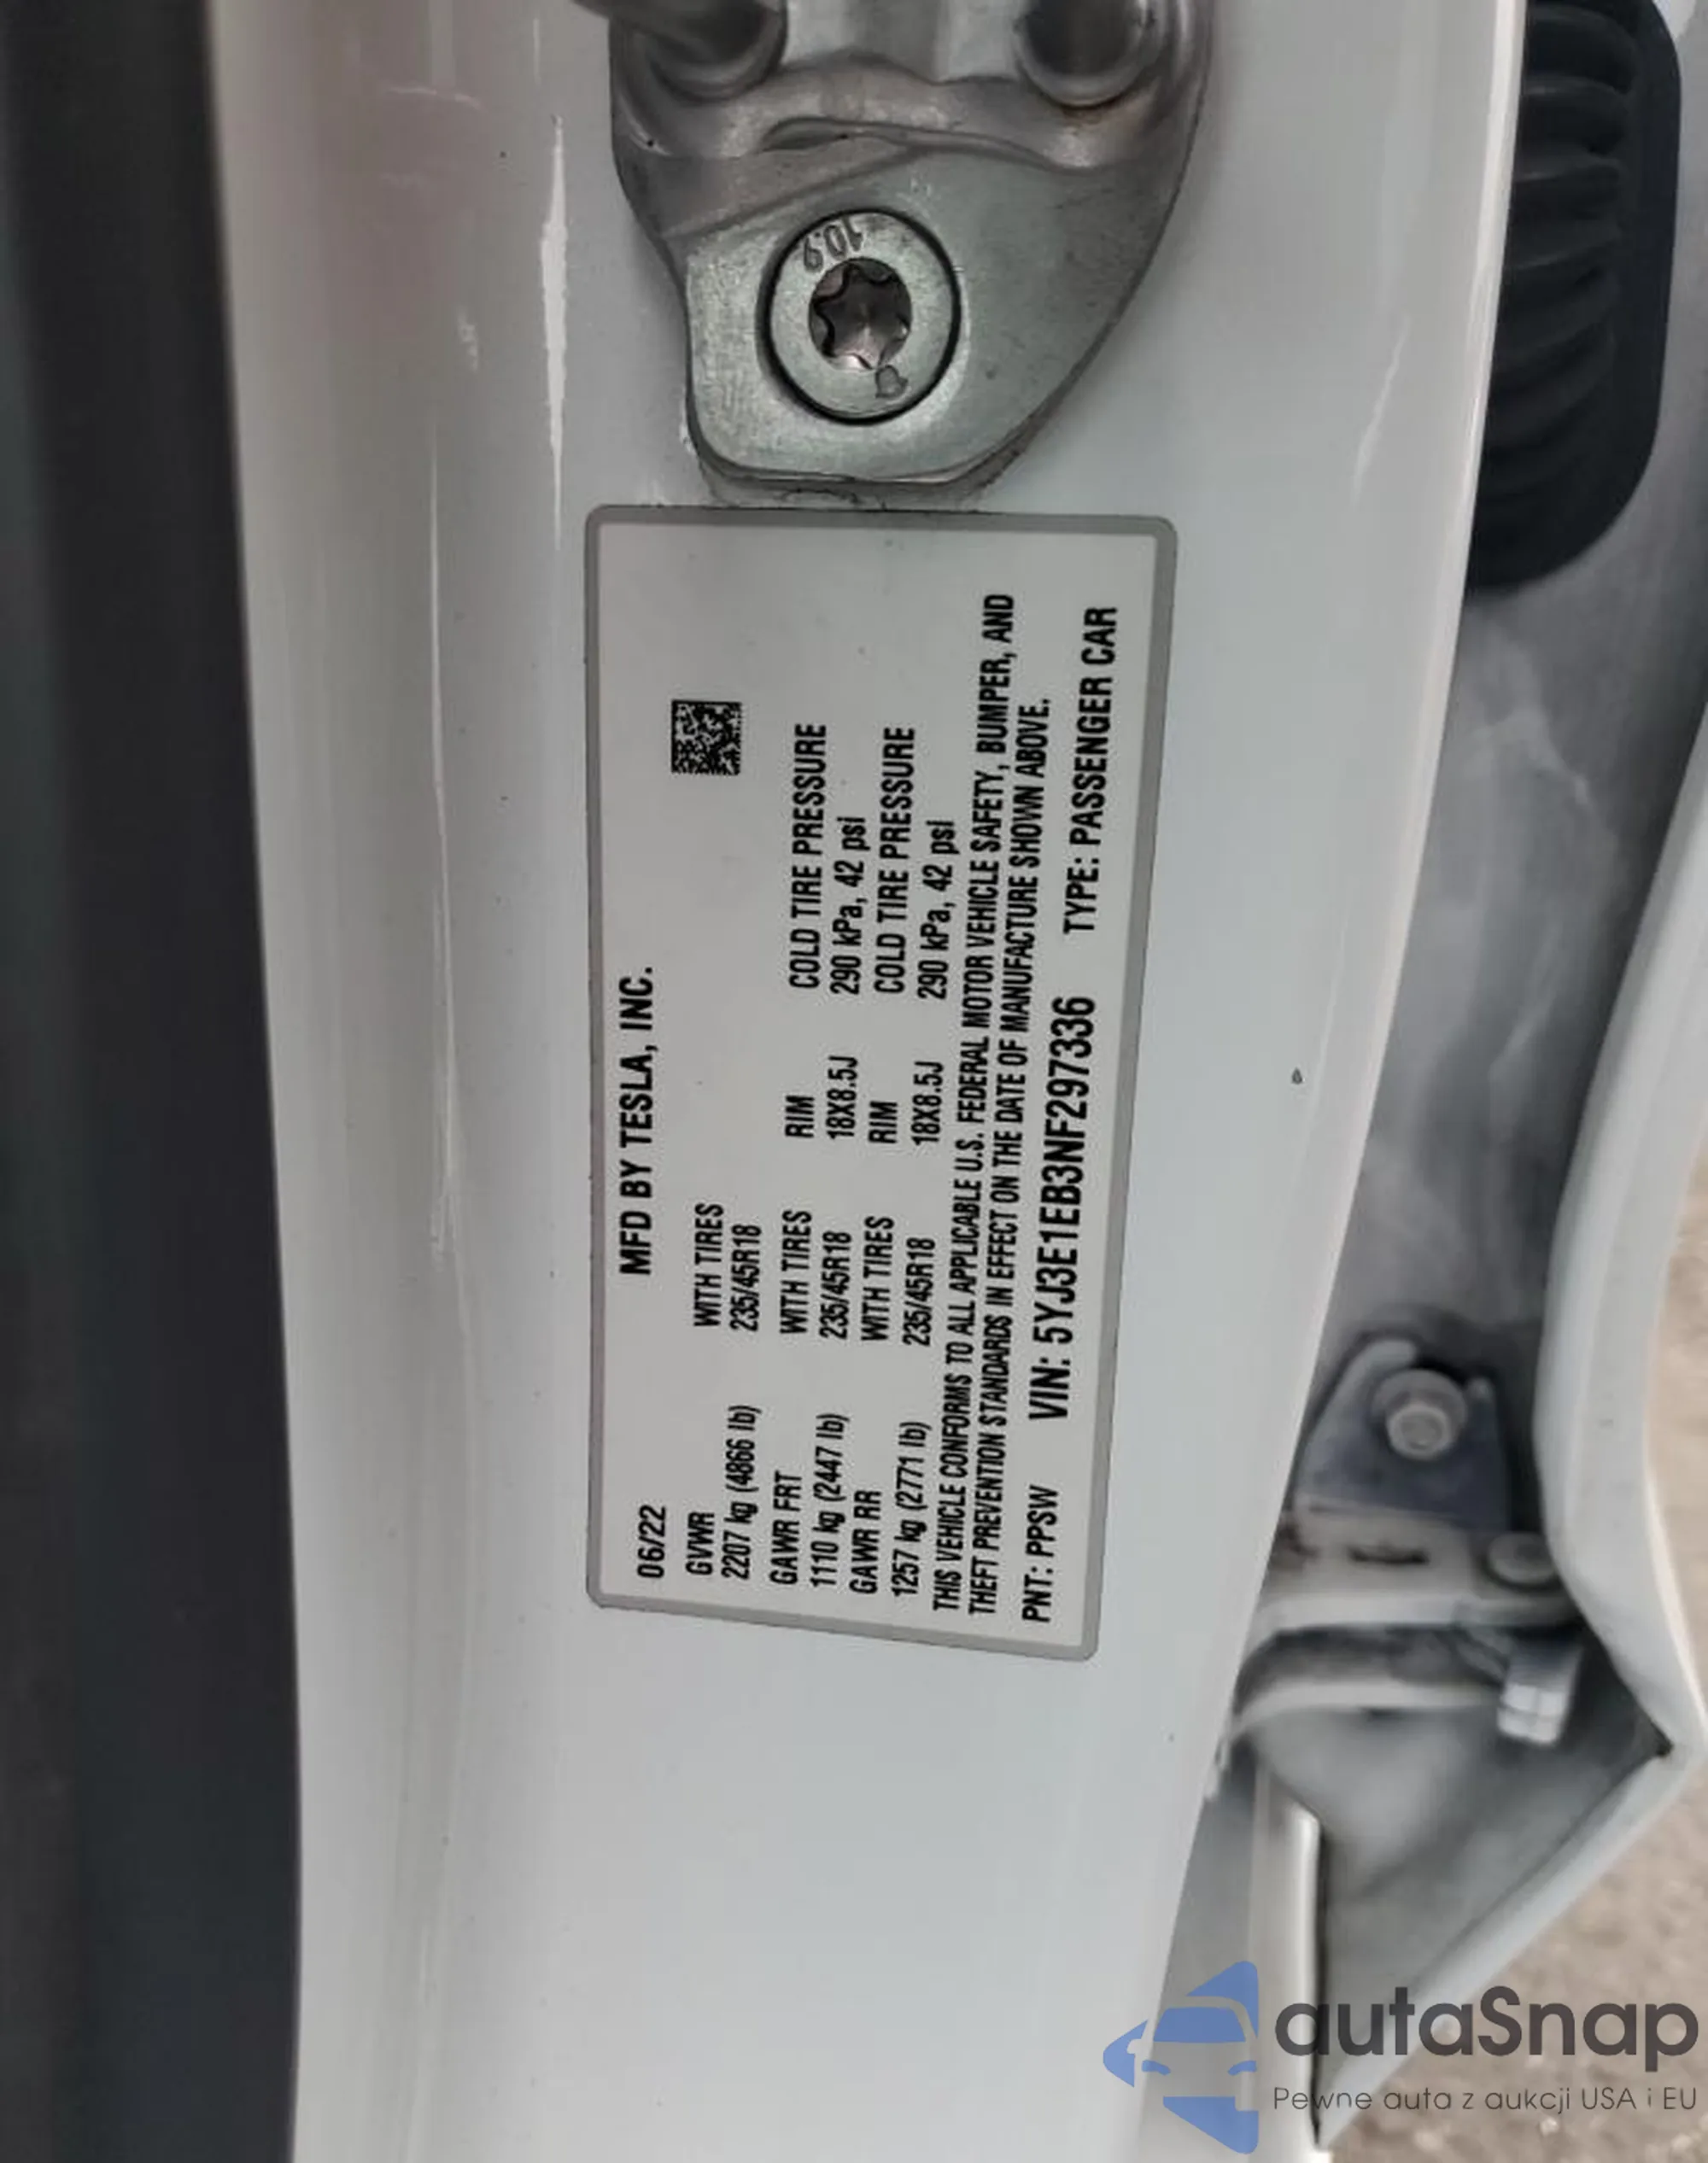 10.9
MFD BY TESLA, INC.
06/22
GVWR WITH TIRES
2207 kg (4866 lb) 235/45R18
GAWR FRT WITH TIRES RIM COLD TIRE PRESSURE
1110 kg (2447 lb) 235/45R18 18X8.5J 290 kPa, 42 psi
GAWR RR WITH TIRES RIM COLD TIRE PRESSURE
1257 kg (2771 lb) 235/45R18 18X8.5J 290 kPa, 42 psi
THIS VEHICLE CONFORMS TO ALL APPLICABLE U.S. FEDERAL MOTOR VEHICLE SAFETY, BUMPER, AND
THEFT PREVENTION STANDARDS IN EFFECT ON THE DATE OF MANUFACTURE SHOWN ABOVE.
PNT: PPSW VIN: 5YJ3E1EB3NF297336 TYPE: PASSENGER CAR
autaSnap
Pewne auta z aukcji USA i EU